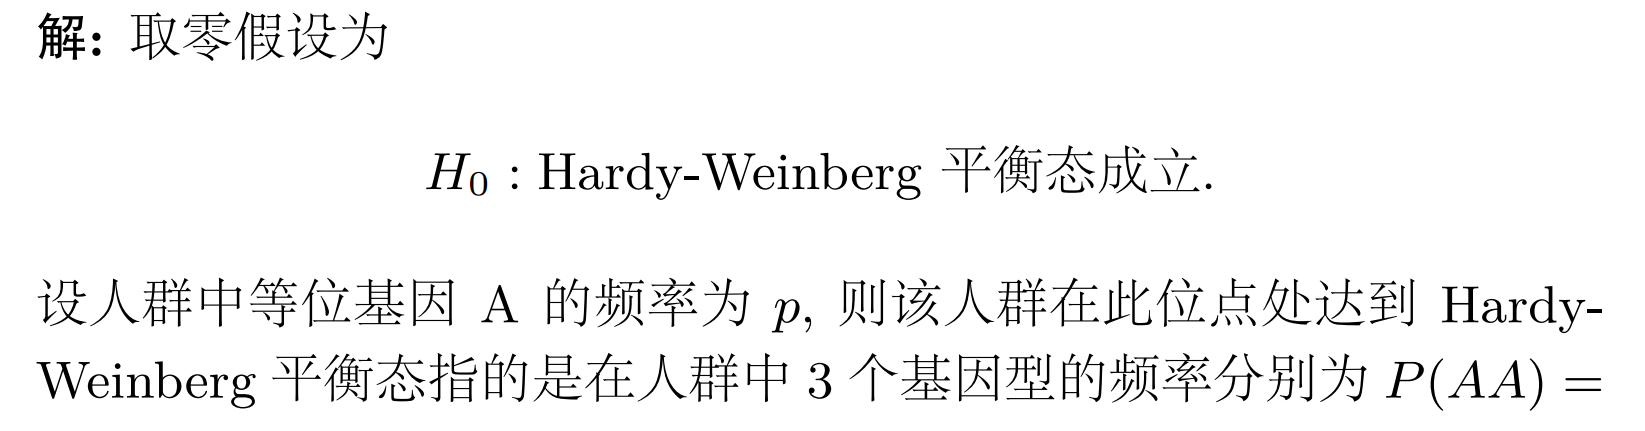 解: 取零假设为
H₀ : Hardy-Weinberg 平衡态成立.
设人群中等位基因 A 的频率为 p, 则该人群在此位点处达到 Hardy-
Weinberg 平衡态指的是在人群中 3 个基因型的频率分别为 P(AA) =